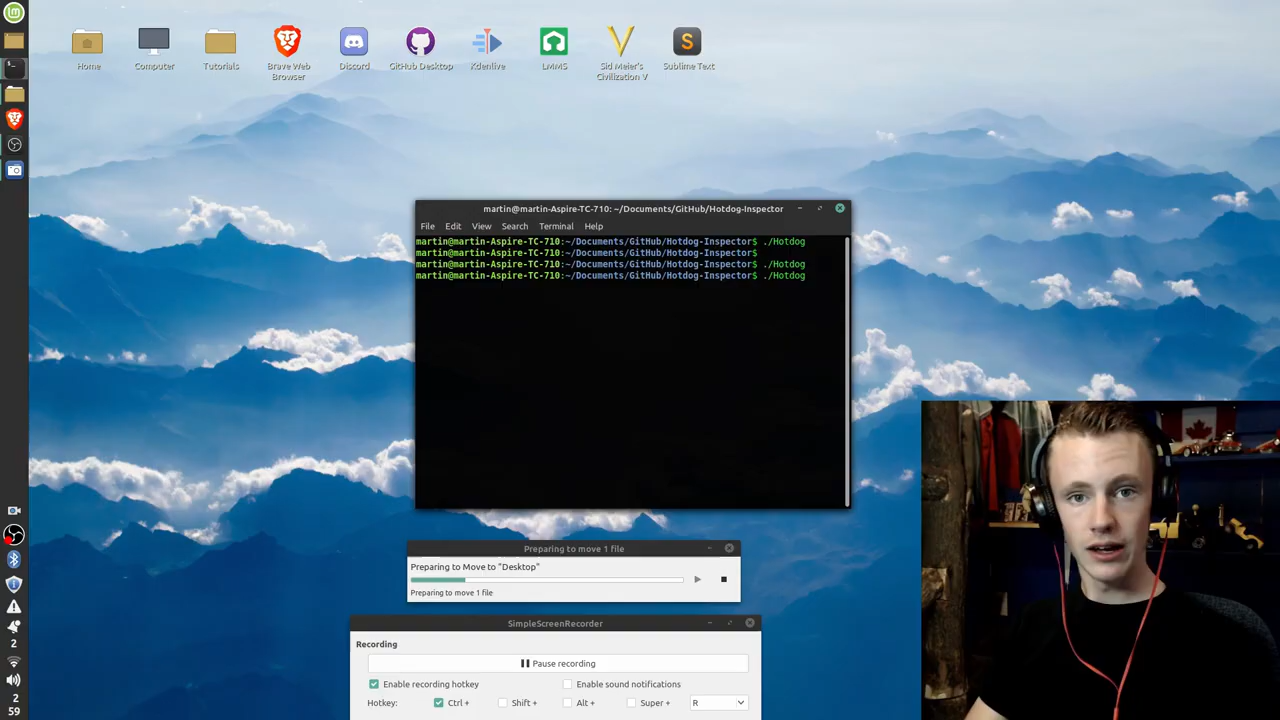 Home
Computer
Tutorials
Brave Web
Browser
Discord
GitHub Desktop
Kdenlive
LMMS
Sid Meier's
Civilization V
Sublime Text
martin@martin-Aspire-TC-710: ~/Documents/GitHub/Hotdog-Inspector
File Edit View Search Terminal Help
martin@martin-Aspire-TC-710:~/Documents/GitHub/Hotdog-Inspector$ ./Hotdog
martin@martin-Aspire-TC-710:~/Documents/GitHub/Hotdog-Inspector$
martin@martin-Aspire-TC-710:~/Documents/GitHub/Hotdog-Inspector$ ./Hotdog
martin@martin-Aspire-TC-710:~/Documents/GitHub/Hotdog-Inspector$ ./Hotdog
Preparing to move 1 file
Preparing to Move to "Desktop"
Preparing to move 1 file
SimpleScreenRecorder
Recording
Pause recording
Enable recording hotkey
Enable sound notifications
Hotkey: Ctrl + Shift + Alt + Super + R
2
2
59